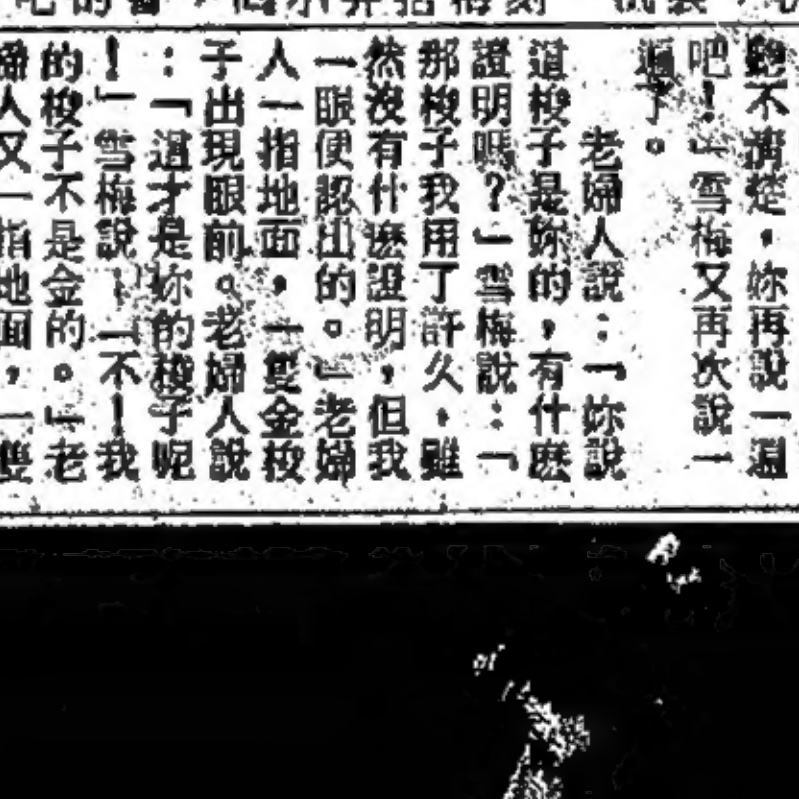 聽不清楚，妳再說一遍
吧！」雪梅又再次說一
遍了。
老婦人說：「妳說
這梭子是妳的，有什麽
證明嗎？」雪梅說：「
那梭子我用了許久，雖
然沒有什麽證明，但我
一眼便認出的。」老婦
人一指地面，一隻金梭
子出現眼前。老婦人說
：「這才是妳的梭子呢
！」雪梅說：「不！我
的梭子不是金的。」老
婦人又一指地面，一隻